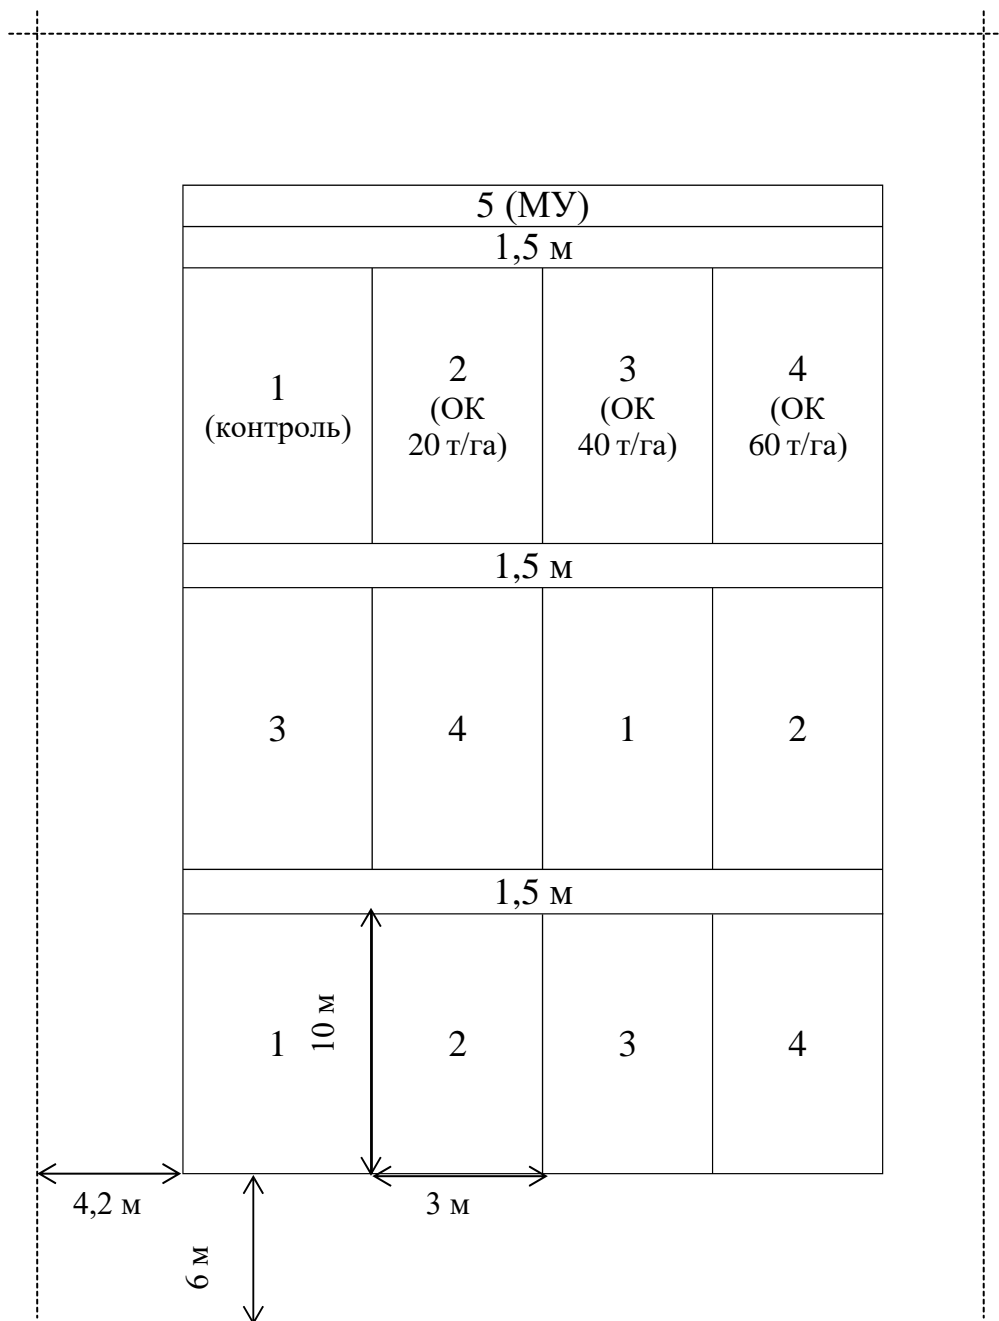 5 (МУ)
1,5 м
1
(контроль)
2
(ОК
20 т/га)
3
(ОК
40 т/га)
4
(ОК
60 т/га)
1,5 м
3
4
1
2
1,5 м
1
10 м
2
3
4
4,2 м
3 м
6 м